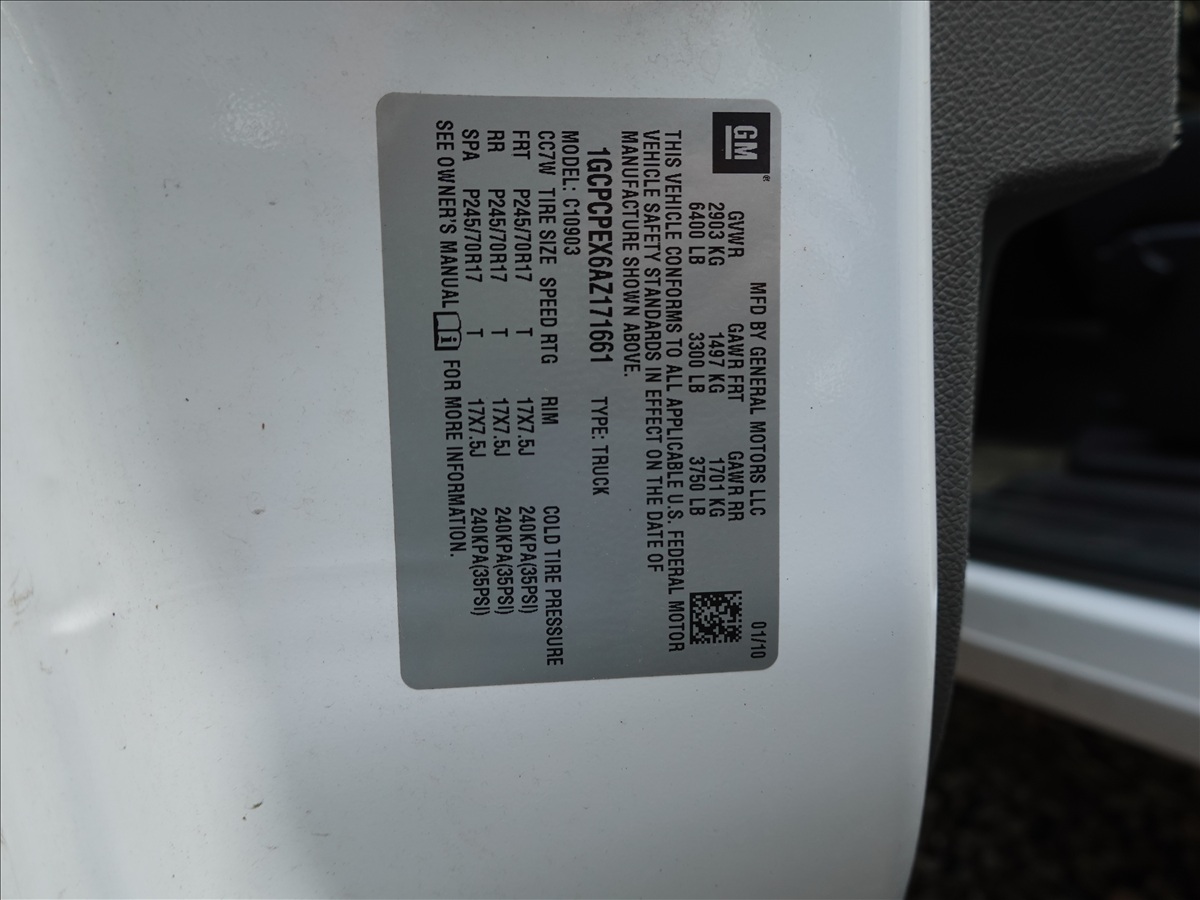 GM
MFD BY GENERAL MOTORS LLC 01/10
GVWR GAWR FRT GAWR RR
2903 KG 1497 KG 1701 KG
6400 LB 3300 LB 3750 LB
THIS VEHICLE CONFORMS TO ALL APPLICABLE U.S. FEDERAL MOTOR
VEHICLE SAFETY STANDARDS IN EFFECT ON THE DATE OF
MANUFACTURE SHOWN ABOVE.
1GCPCPEX6AZ171661 TYPE: TRUCK
MODEL: C10903
CC7W TIRE SIZE SPEED RTG RIM COLD TIRE PRESSURE
FRT P245/70R17 T 17X7.5J 240KPA(35PSI)
RR P245/70R17 T 17X7.5J 240KPA(35PSI)
SPA P245/70R17 T 17X7.5J 240KPA(35PSI)
SEE OWNER'S MANUAL i FOR MORE INFORMATION.